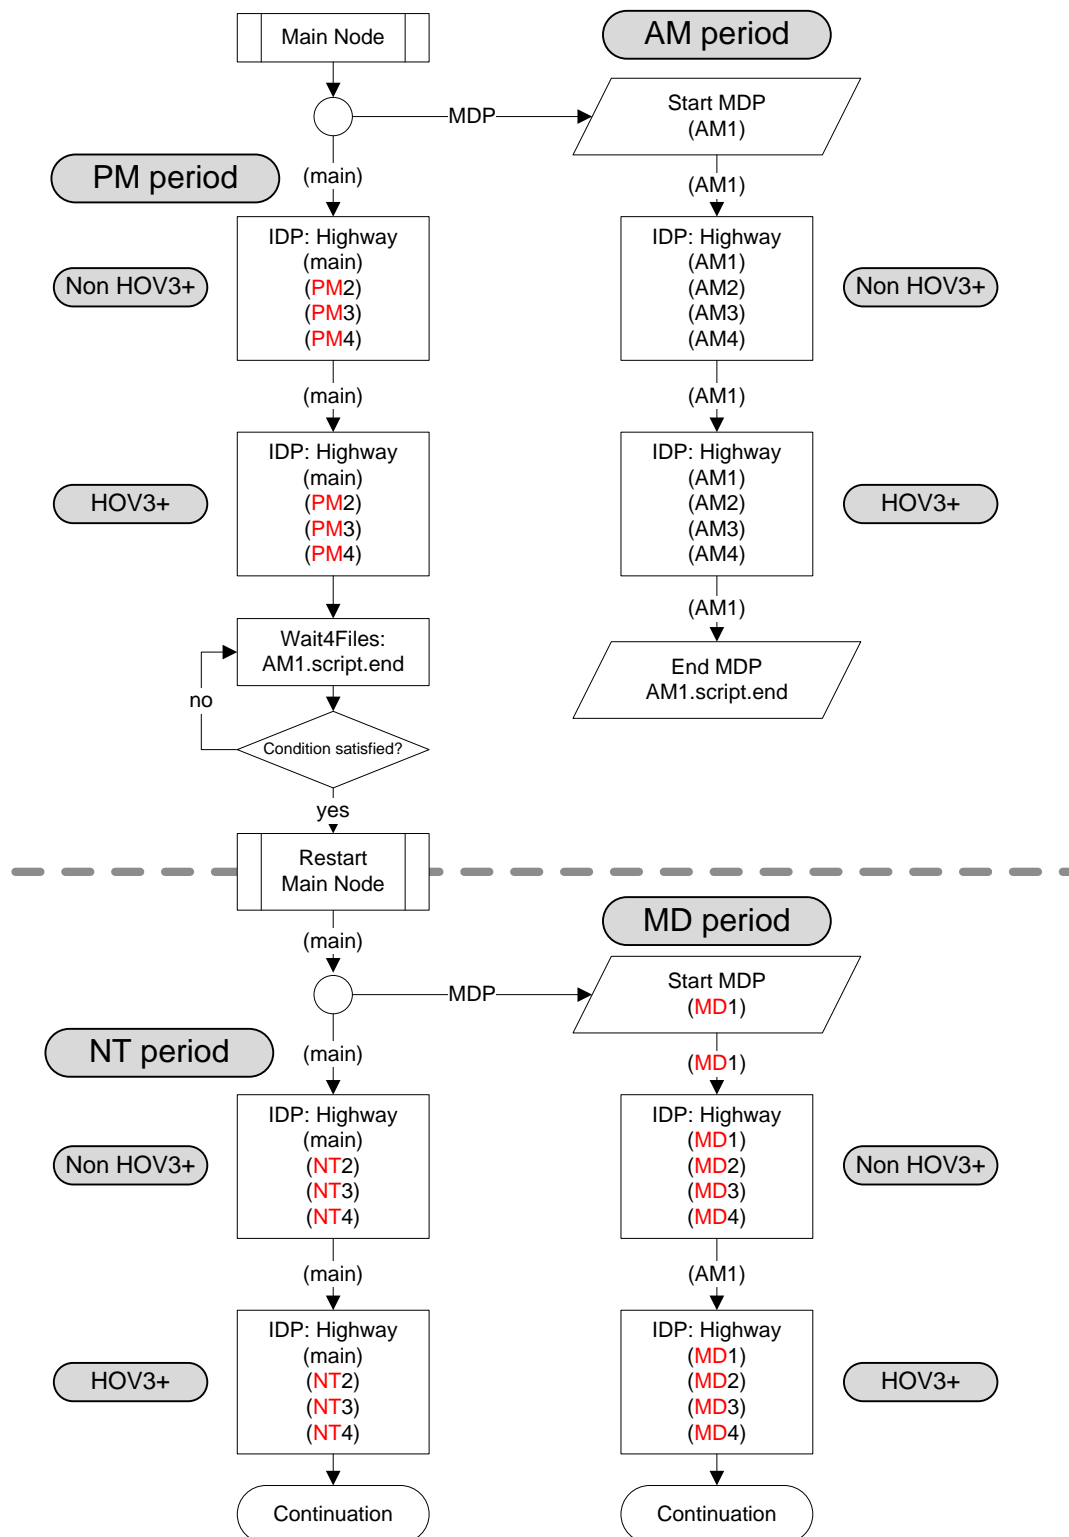 Main Node
AM period
MDP
Start MDP
(AM1)
PM period
(main)
(AM1)
IDP: Highway
(main)
(PM2)
(PM3)
(PM4)
Non HOV3+
IDP: Highway
(AM1)
(AM2)
(AM3)
(AM4)
Non HOV3+
(main)
(AM1)
IDP: Highway
(main)
(PM2)
(PM3)
(PM4)
HOV3+
IDP: Highway
(AM1)
(AM2)
(AM3)
(AM4)
HOV3+
(AM1)
Wait4Files:
AM1.script.end
End MDP
AM1.script.end
no
Condition satisfied?
yes
Restart
Main Node
MD period
(main)
MDP
Start MDP
(MD1)
NT period
(main)
(MD1)
IDP: Highway
(main)
(NT2)
(NT3)
(NT4)
Non HOV3+
IDP: Highway
(MD1)
(MD2)
(MD3)
(MD4)
Non HOV3+
(main)
(AM1)
IDP: Highway
(main)
(NT2)
(NT3)
(NT4)
HOV3+
IDP: Highway
(MD1)
(MD2)
(MD3)
(MD4)
HOV3+
Continuation
Continuation